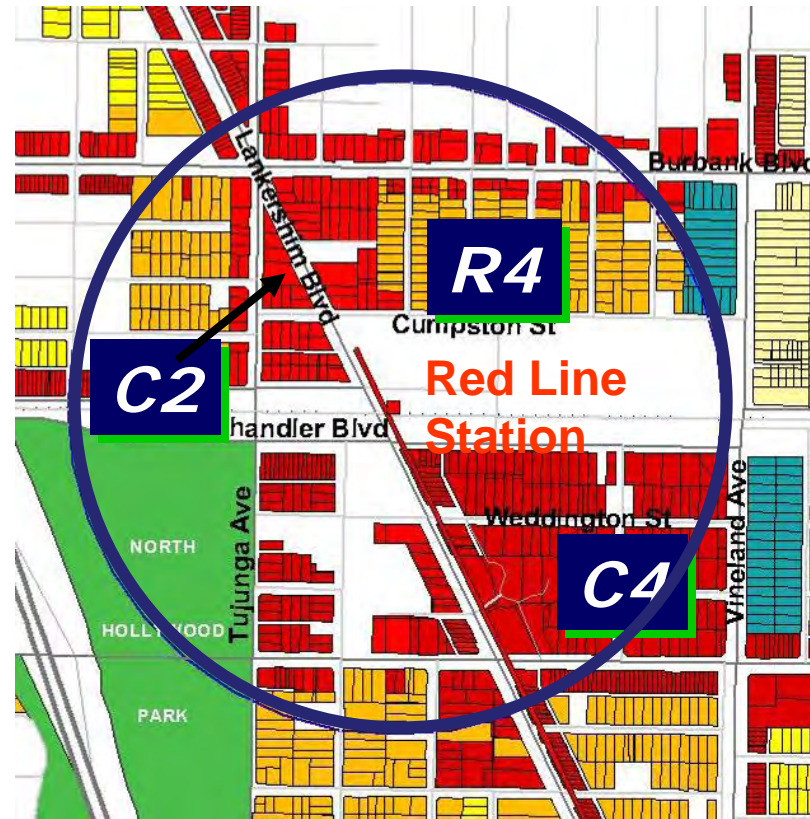 Burbank Blvd
Lankershim Blvd
R4
Cumpston St
C2
Red Line
Station
handler Blvd
Weddington St
Tujunga Ave
Vineland Ave
NORTH
C4
HOLLYWOOD
PARK